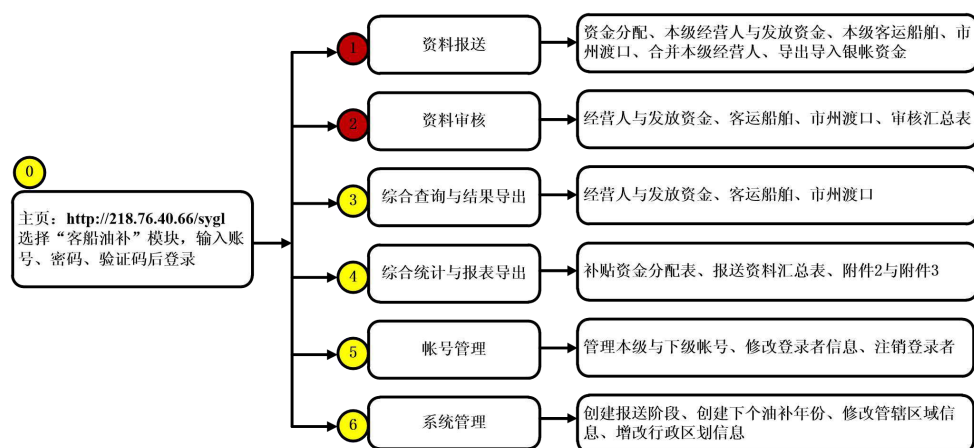 1
资料报送
资金分配、本级经营人与发放资金、本级客运船舶、市
州渡口、合并本级经营人、导出导入银帐资金
2
资料审核
经营人与发放资金、客运船舶、市州渡口、审核汇总表
0
主页：http://218.76.40.66/sygl
选择“客船油补”模块，输入账
号、密码、验证码后登录
3
综合查询与结果导出
经营人与发放资金、客运船舶、市州渡口
4
综合统计与报表导出
补贴资金分配表、报送资料汇总表、附件2与附件3
5
帐号管理
管理本级与下级帐号、修改登录者信息、注销登录者
6
系统管理
创建报送阶段、创建下个油补年份、修改管辖区域信
息、增改行政区划信息